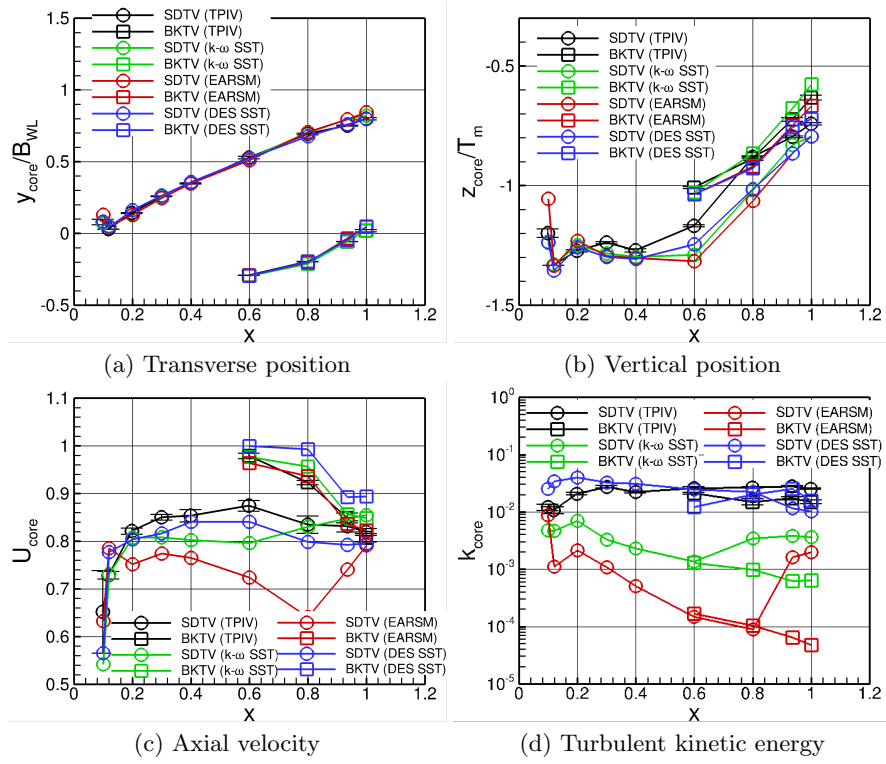 SDTV (TPIV)
BKTV (TPIV)
SDTV (k-ω SST)
BKTV (k-ω SST)
SDTV (EARSM)
BKTV (EARSM)
SDTV (DES SST)
BKTV (DES SST)
1.5
1
0.5
0
-0.5
y_core/B_WL
0 0.2 0.4 0.6 0.8 1 1.2
x
(a) Transverse position
SDTV (TPIV)
BKTV (TPIV)
SDTV (k-ω SST)
BKTV (k-ω SST)
SDTV (EARSM)
BKTV (EARSM)
SDTV (DES SST)
BKTV (DES SST)
-0.5
-1
-1.5
z_core/T_m
0 0.2 0.4 0.6 0.8 1 1.2
x
(b) Vertical position
1.1
1
0.9
0.8
0.7
0.6
0.5
U_core
SDTV (TPIV) SDTV (EARSM)
BKTV (TPIV) BKTV (EARSM)
SDTV (k-ω SST) SDTV (DES SST)
BKTV (k-ω SST) BKTV (DES SST)
0 0.2 0.4 0.6 0.8 1 1.2
x
(c) Axial velocity
SDTV (TPIV) SDTV (EARSM)
BKTV (TPIV) BKTV (EARSM)
SDTV (k-ω SST) SDTV (DES SST)
BKTV (k-ω SST) BKTV (DES SST)
10^0
10^-1
10^-2
10^-3
10^-4
10^-5
k_core
0 0.2 0.4 0.6 0.8 1 1.2
x
(d) Turbulent kinetic energy